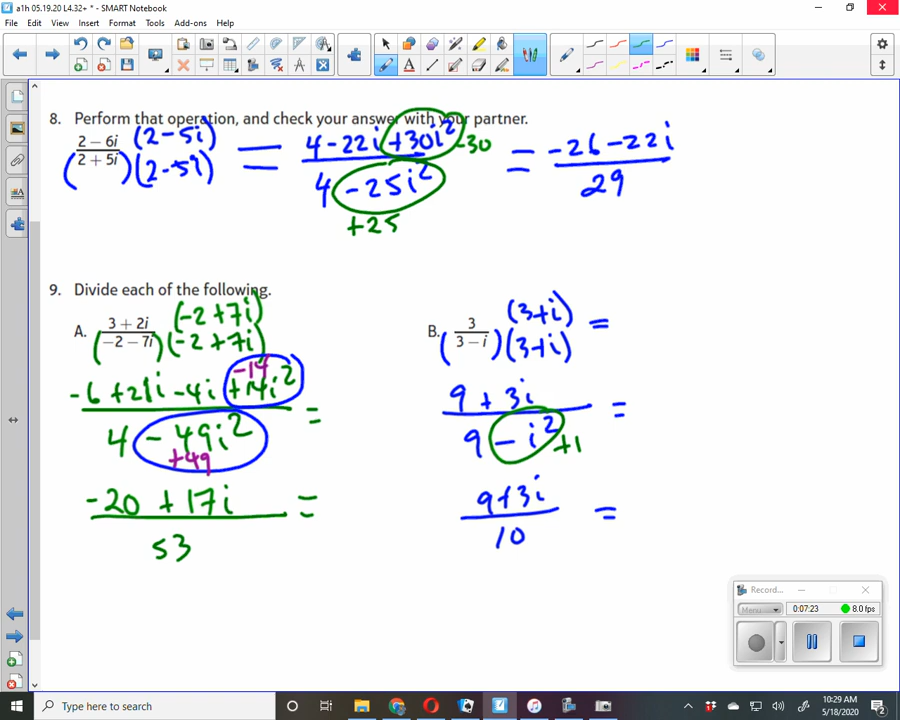 a1h 05.19.20 L4.32+ * - SMART Notebook
File Edit View Insert Format Tools Add-ons Help
8. Perform that operation, and check your answer with your partner.
2 − 6i (2 − 5i)
(2 + 5i)(2 − 5i)
=
4 − 22i + 30i² −30
4 − 25i²
+25
= −26 − 22i
29
9. Divide each of the following.
A. 3 + 2i (−2 + 7i)
(−2 − 7i)(−2 + 7i)
−14
−6 + 21i − 4i + 14i²
=
4 − 49i²
+49
−20 + 17i =
53
B. 3 (3 + i) =
(3 − i)(3 + i)
9 + 3i
=
9 − i² +1
9 + 3i =
10
Record...
Menu 0:07:23 8.0 fps
Type here to search
10:29 AM
5/18/2020
2